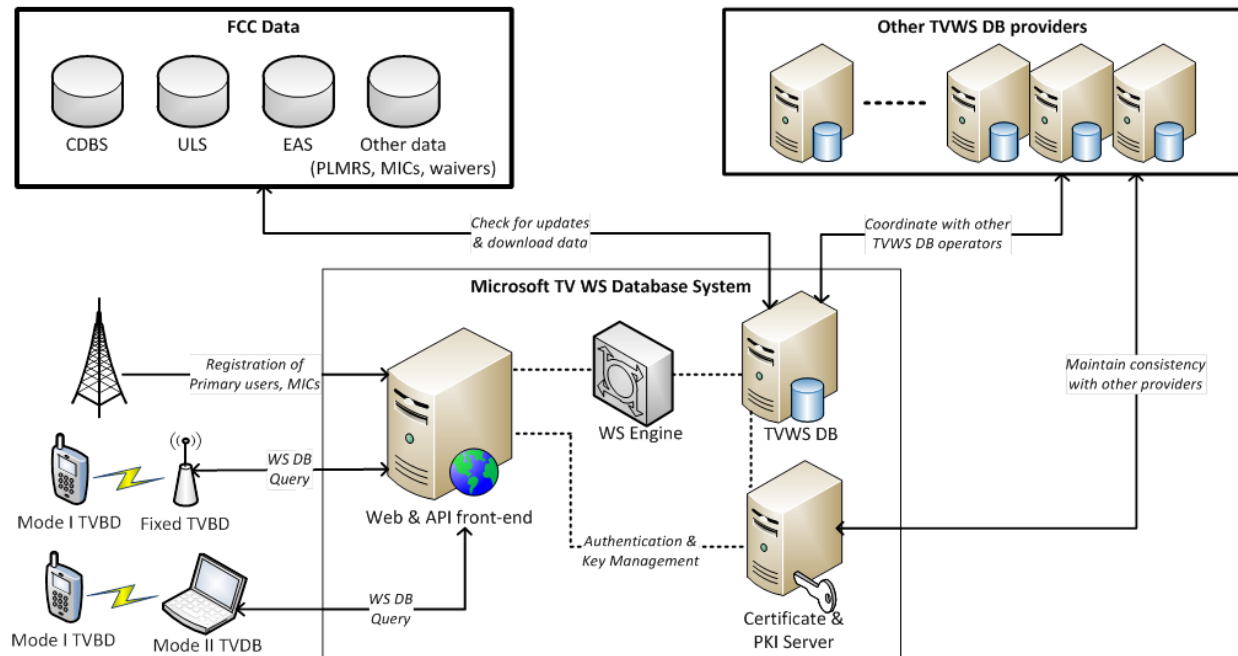 FCC Data
CDBS
ULS
EAS
Other data
(PLMRS, MICs, waivers)
Other TVWS DB providers
Check for updates
& download data
Coordinate with other
TVWS DB operators
Microsoft TV WS Database System
Registration of
Primary users, MICs
WS Engine
TVWS DB
Maintain consistency
with other providers
WS DB
Query
Mode I TVBD
Fixed TVBD
Web & API front-end
Authentication &
Key Management
WS DB
Query
Mode I TVBD
Mode II TVDB
Certificate &
PKI Server